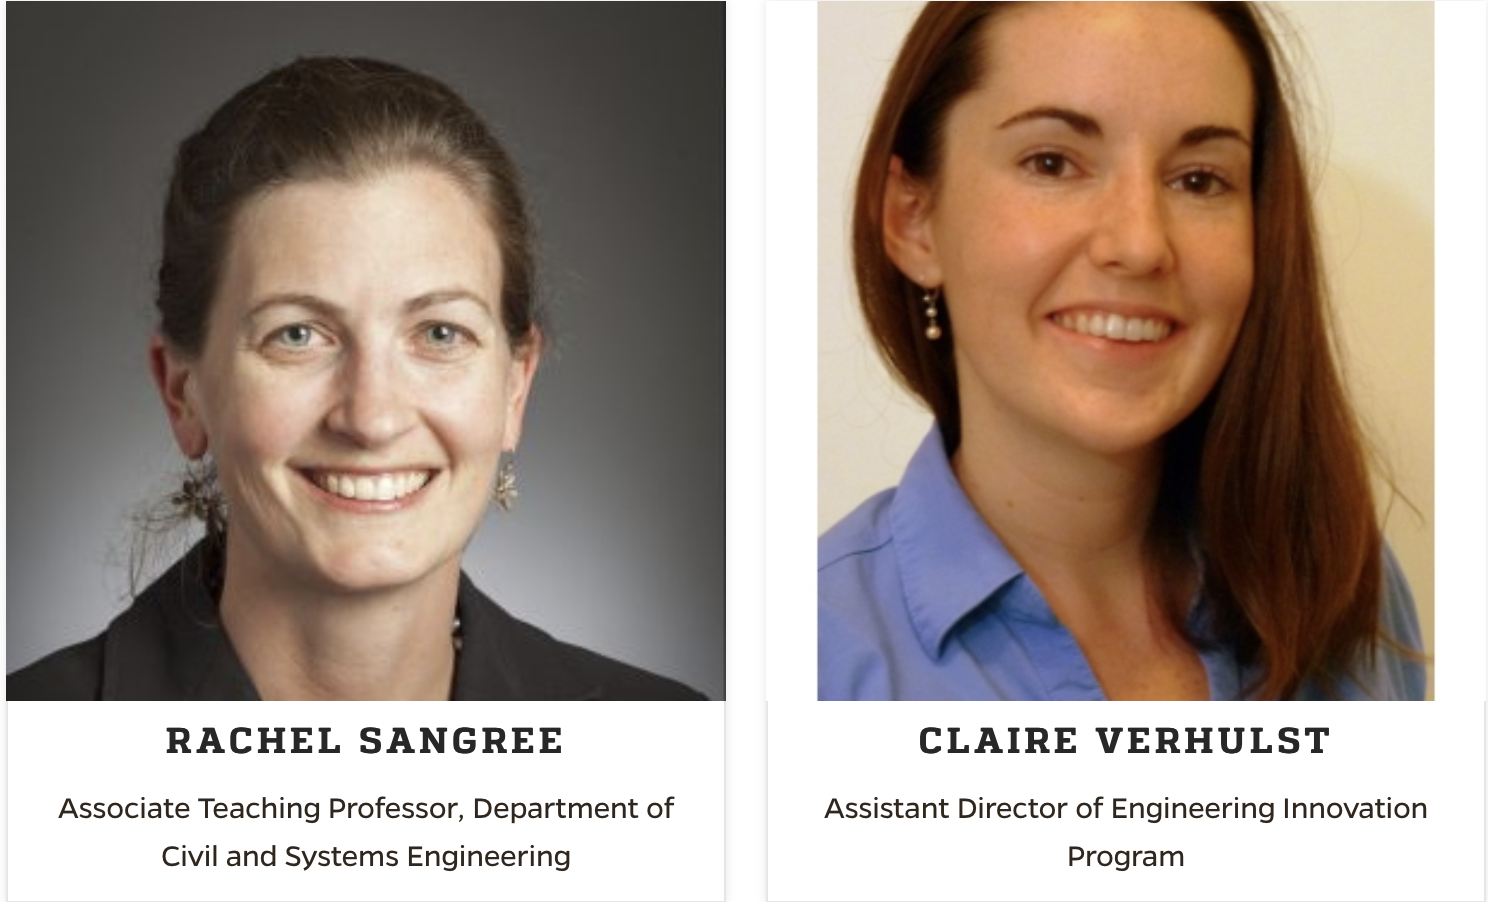 RACHEL SANGREE
Associate Teaching Professor, Department of
Civil and Systems Engineering
CLAIRE VERHULST
Assistant Director of Engineering Innovation
Program